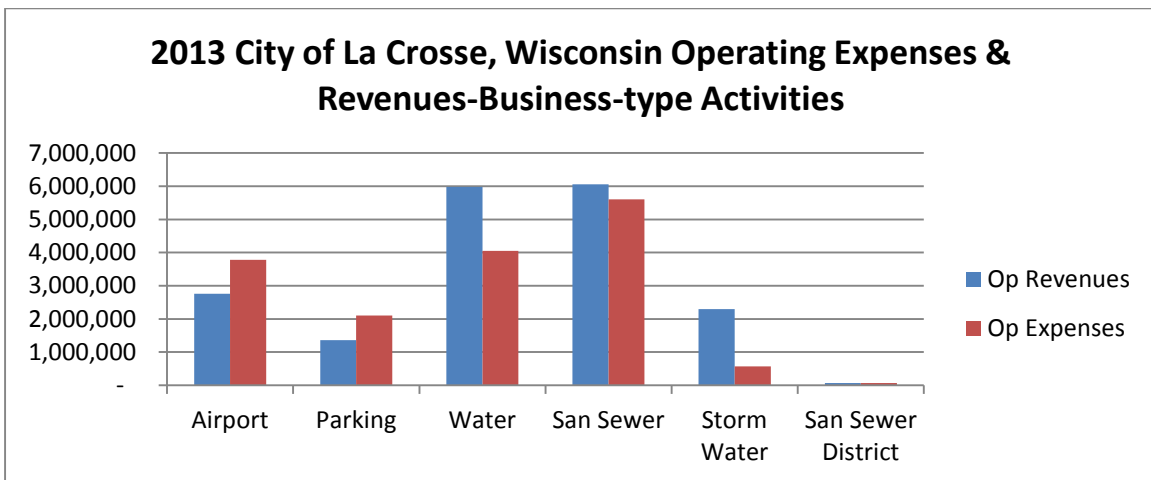 2013 City of La Crosse, Wisconsin Operating Expenses &
Revenues-Business-type Activities
7,000,000
6,000,000
5,000,000
4,000,000
3,000,000
2,000,000
1,000,000
-
Airport
Parking
Water
San Sewer
Storm
Water
San Sewer
District
Op Revenues
Op Expenses